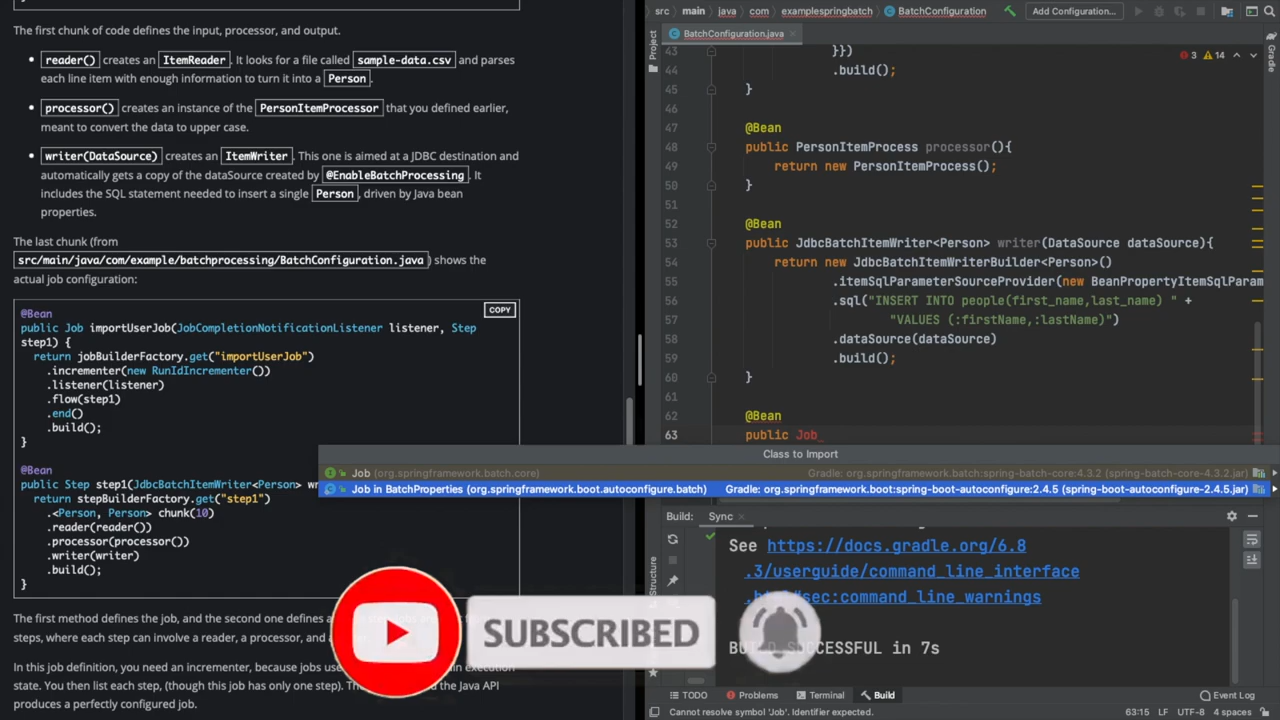 The first chunk of code defines the input, processor, and output.
reader() creates an ItemReader. It looks for a file called sample-data.csv and parses
each line item with enough information to turn it into a Person.
processor() creates an instance of the PersonItemProcessor that you defined earlier,
meant to convert the data to upper case.
writer(DataSource) creates an ItemWriter. This one is aimed at a JDBC destination and
automatically gets a copy of the dataSource created by @EnableBatchProcessing. It
includes the SQL statement needed to insert a single Person, driven by Java bean
properties.
The last chunk (from
src/main/java/com/example/batchprocessing/BatchConfiguration.java) shows the
actual job configuration:
COPY
@Bean
public Job importUserJob(JobCompletionNotificationListener listener, Step
step1) {
return jobBuilderFactory.get("importUserJob")
.incrementer(new RunIdIncrementer())
.listener(listener)
.flow(step1)
.end()
.build();
}
@Bean
public Step step1(JdbcBatchItemWriter<Person> wr
return stepBuilderFactory.get("step1")
.<Person, Person> chunk(10)
.reader(reader())
.processor(processor())
.writer(writer)
.build();
}
The first method defines the job, and the second one defines a
steps, where each step can involve a reader, a processor, and a
In this job definition, you need an incrementer, because jobs use
state. You then list each step, (though this job has only one step). The
the Java API
produces a perfectly configured job.
src main java com examplespringbatch BatchConfiguration Add Configuration...
BatchConfiguration.java
Project
Gradle
3 14
43 }})
44 .build();
45 }
46
47 @Bean
48 public PersonItemProcess processor(){
49 return new PersonItemProcess();
50 }
51
52 @Bean
53 public JdbcBatchItemWriter<Person> writer(DataSource dataSource){
54 return new JdbcBatchItemWriterBuilder<Person>()
55 .itemSqlParameterSourceProvider(new BeanPropertyItemSqlParam
56 .sql("INSERT INTO people(first_name,last_name) " +
57 "VALUES (:firstName,:lastName)")
58 .dataSource(dataSource)
59 .build();
60 }
61
62 @Bean
63 public Job
Class to Import
Job (org.springframework.batch.core) Gradle: org.springframework.batch:spring-batch-core:4.3.2 (spring-batch-core-4.3.2.jar)
Job in BatchProperties (org.springframework.boot.autoconfigure.batch) Gradle: org.springframework.boot:spring-boot-autoconfigure:2.4.5 (spring-boot-autoconfigure-2.4.5.jar)
Build: Sync
See https://docs.gradle.org/6.8
.3/userguide/command_line_interface
#sec:command_line_warnings
SUCCESSFUL in 7s
Structure
SUBSCRIBED
TODO Problems Terminal Build Event Log
Cannot resolve symbol 'Job'. Identifier expected. 63:15 LF UTF-8 4 spaces